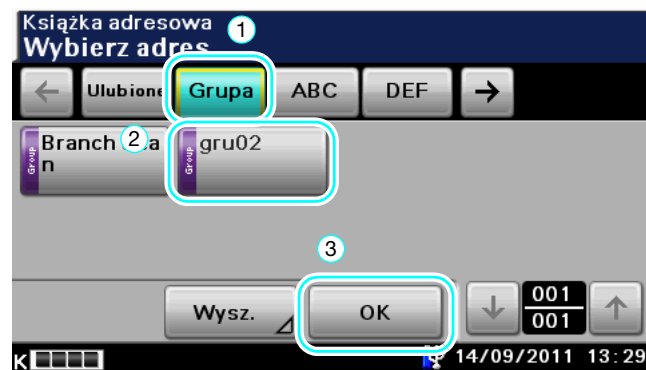 Książka adresowa
Wybierz adres
1
Ulubione Grupa ABC DEF
Group Branch 2 a
n
Group gru02
3
Wysz. OK
001
001
K 14/09/2011 13:29